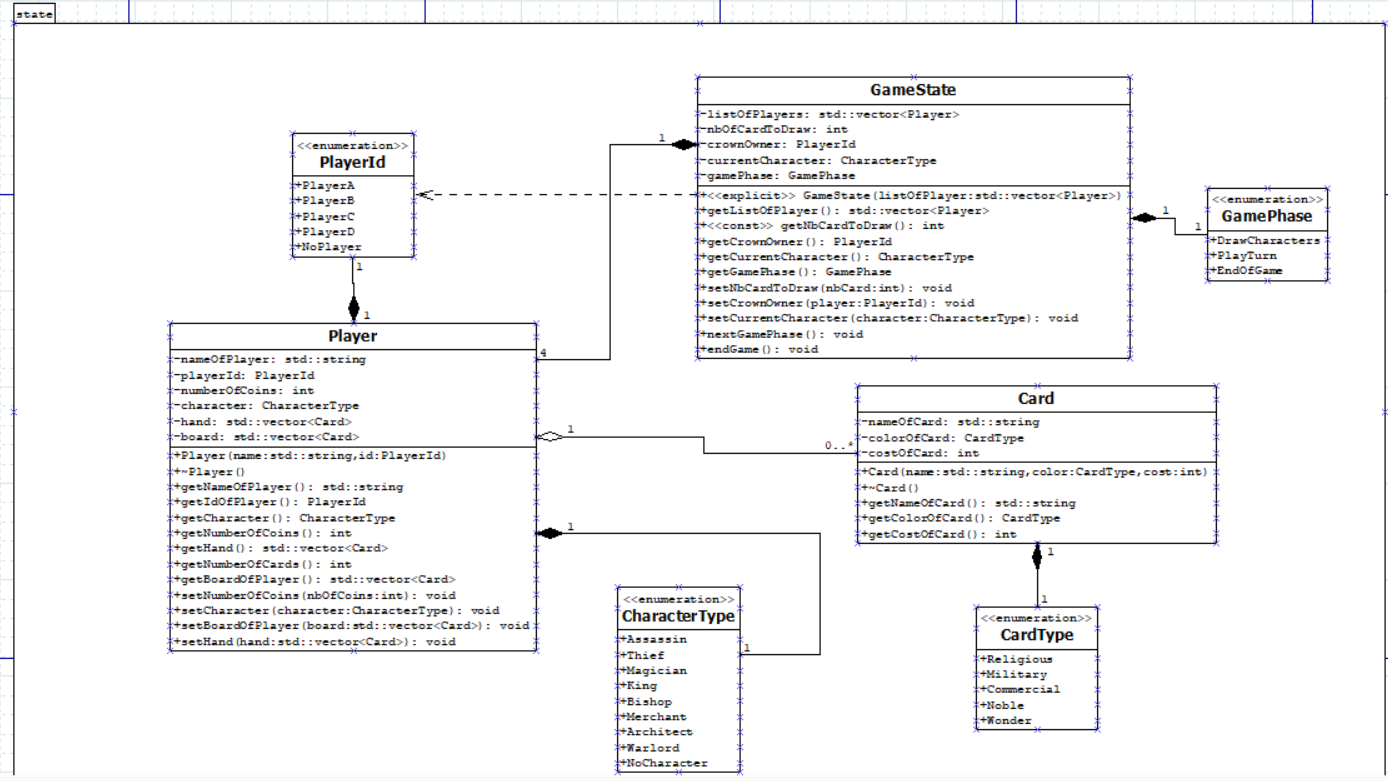 state
<<enumeration>>
PlayerId
+PlayerA
+PlayerB
+PlayerC
+PlayerD
+NoPlayer
1
1
GameState
-listOfPlayers: std::vector<Player>
-nbOfCardToDraw: int
-crownOwner: PlayerId
-currentCharacter: CharacterType
-gamePhase: GamePhase
+<<explicit>> GameState(listOfPlayer:std::vector<Player>)
+getListOfPlayer(): std::vector<Player>
+<<const>> getNbCardToDraw(): int
+getCrownOwner(): PlayerId
+getCurrentCharacter(): CharacterType
+getGamePhase(): GamePhase
+setNbCardToDraw(nbCard:int): void
+setCrownOwner(player:PlayerId): void
+setCurrentCharacter(character:CharacterType): void
+nextGamePhase(): void
+endGame(): void
1
4
1
1
<<enumeration>>
GamePhase
+DrawCharacters
+PlayTurn
+EndOfGame
Player
-nameOfPlayer: std::string
-playerId: PlayerId
-numberOfCoins: int
-character: CharacterType
-hand: std::vector<Card>
-board: std::vector<Card>
+Player(name:std::string,id:PlayerId)
+~Player()
+getNameOfPlayer(): std::string
+getIdOfPlayer(): PlayerId
+getCharacter(): CharacterType
+getNumberOfCoins(): int
+getHand(): std::vector<Card>
+getNumberOfCards(): int
+getBoardOfPlayer(): std::vector<Card>
+setNumberOfCoins(nbOfCoins:int): void
+setCharacter(character:CharacterType): void
+setBoardOfPlayer(board:std::vector<Card>): void
+setHand(hand:std::vector<Card>): void
1
0..*
1
1
Card
-nameOfCard: std::string
-colorOfCard: CardType
-costOfCard: int
+Card(name:std::string,color:CardType,cost:int)
+~Card()
+getNameOfCard(): std::string
+getColorOfCard(): CardType
+getCostOfCard(): int
1
1
<<enumeration>>
CharacterType
+Assassin
+Thief
+Magician
+King
+Bishop
+Merchant
+Architect
+Warlord
+NoCharacter
<<enumeration>>
CardType
+Religious
+Military
+Commercial
+Noble
+Wonder